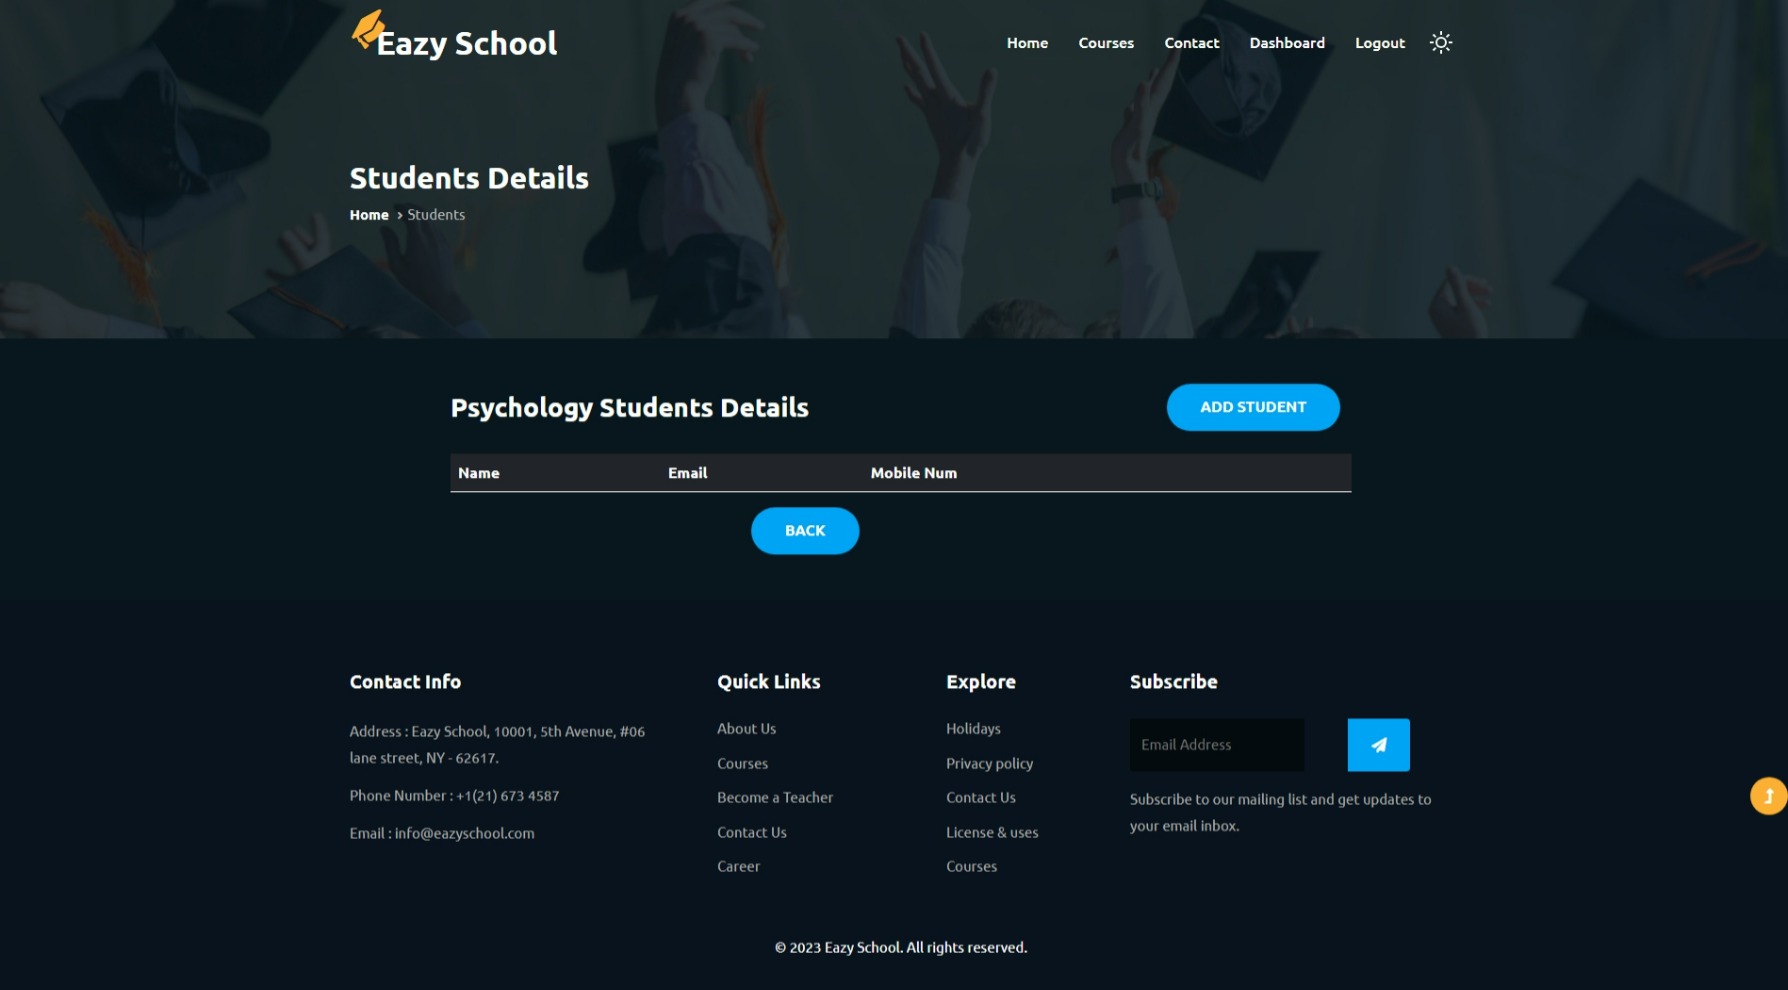 Eazy School
Home Courses Contact Dashboard Logout
Students Details
Home Students
Psychology Students Details
ADD STUDENT
Name Email Mobile Num
BACK
Contact Info
Address : Eazy School, 10001, 5th Avenue, #06
lane street, NY - 62617.
Phone Number : +1(21) 673 4587
Email : info@eazyschool.com
Quick Links
About Us
Courses
Become a Teacher
Contact Us
Career
Explore
Holidays
Privacy policy
Contact Us
License & uses
Courses
Subscribe
Email Address
Subscribe to our mailing list and get updates to
your email inbox.
© 2023 Eazy School. All rights reserved.